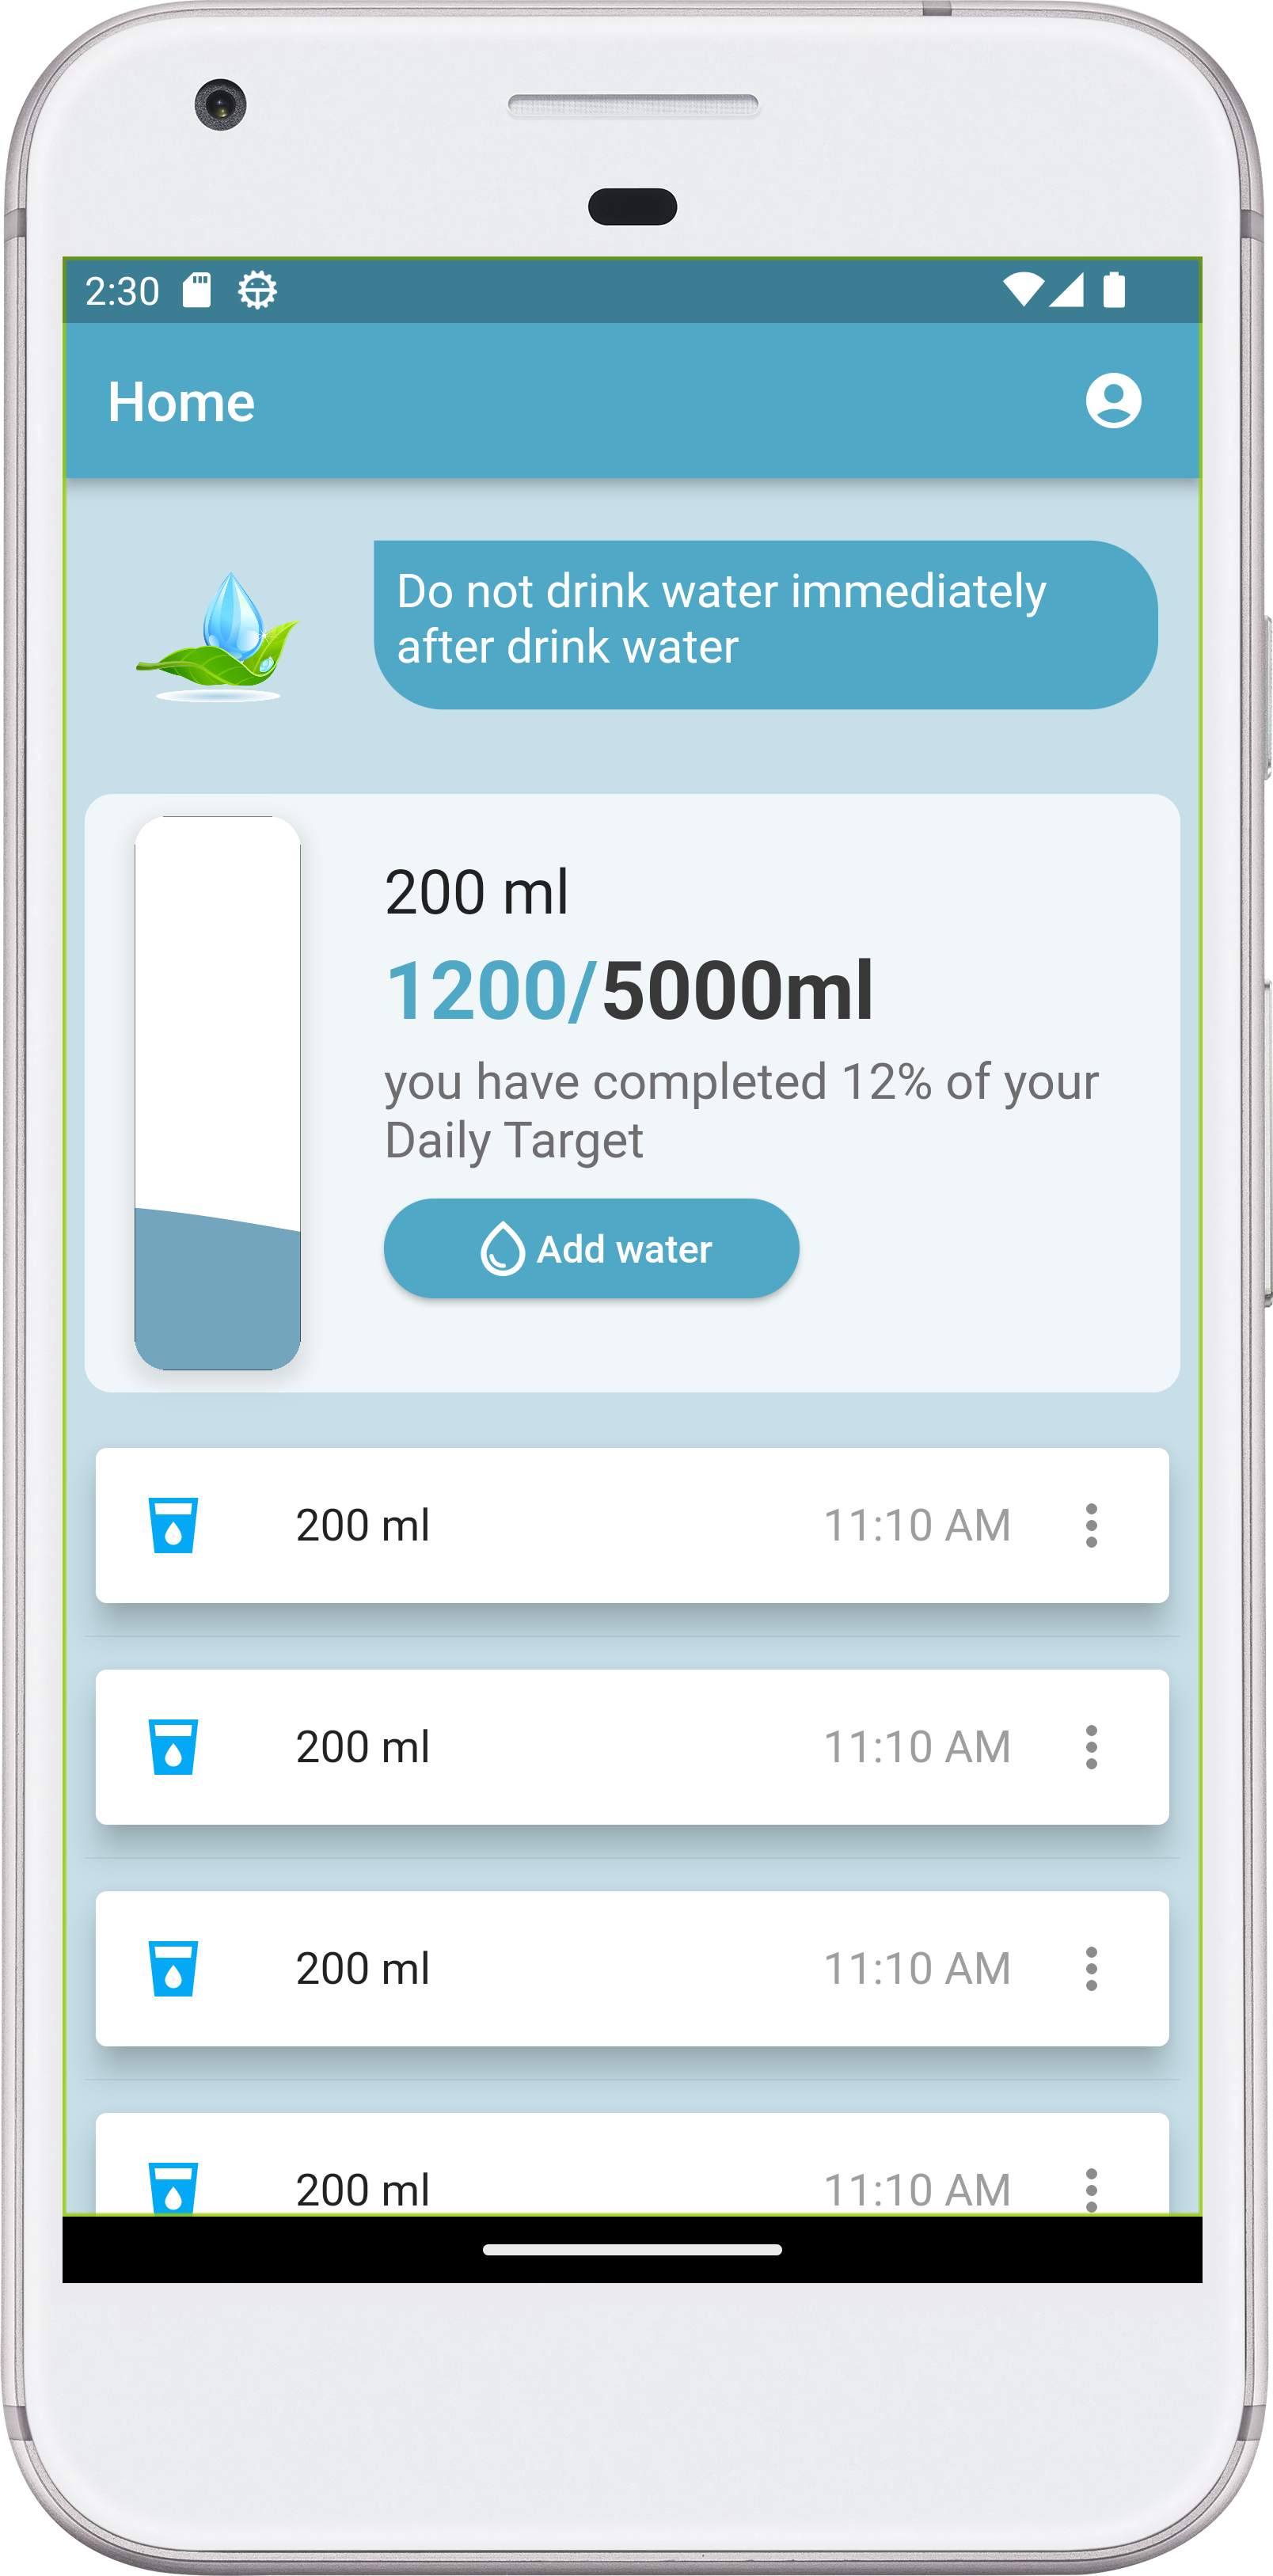 2:30
Home
Do not drink water immediately
after drink water
200 ml
1200/5000ml
you have completed 12% of your
Daily Target
Add water
200 ml 11:10 AM
200 ml 11:10 AM
200 ml 11:10 AM
200 ml 11:10 AM